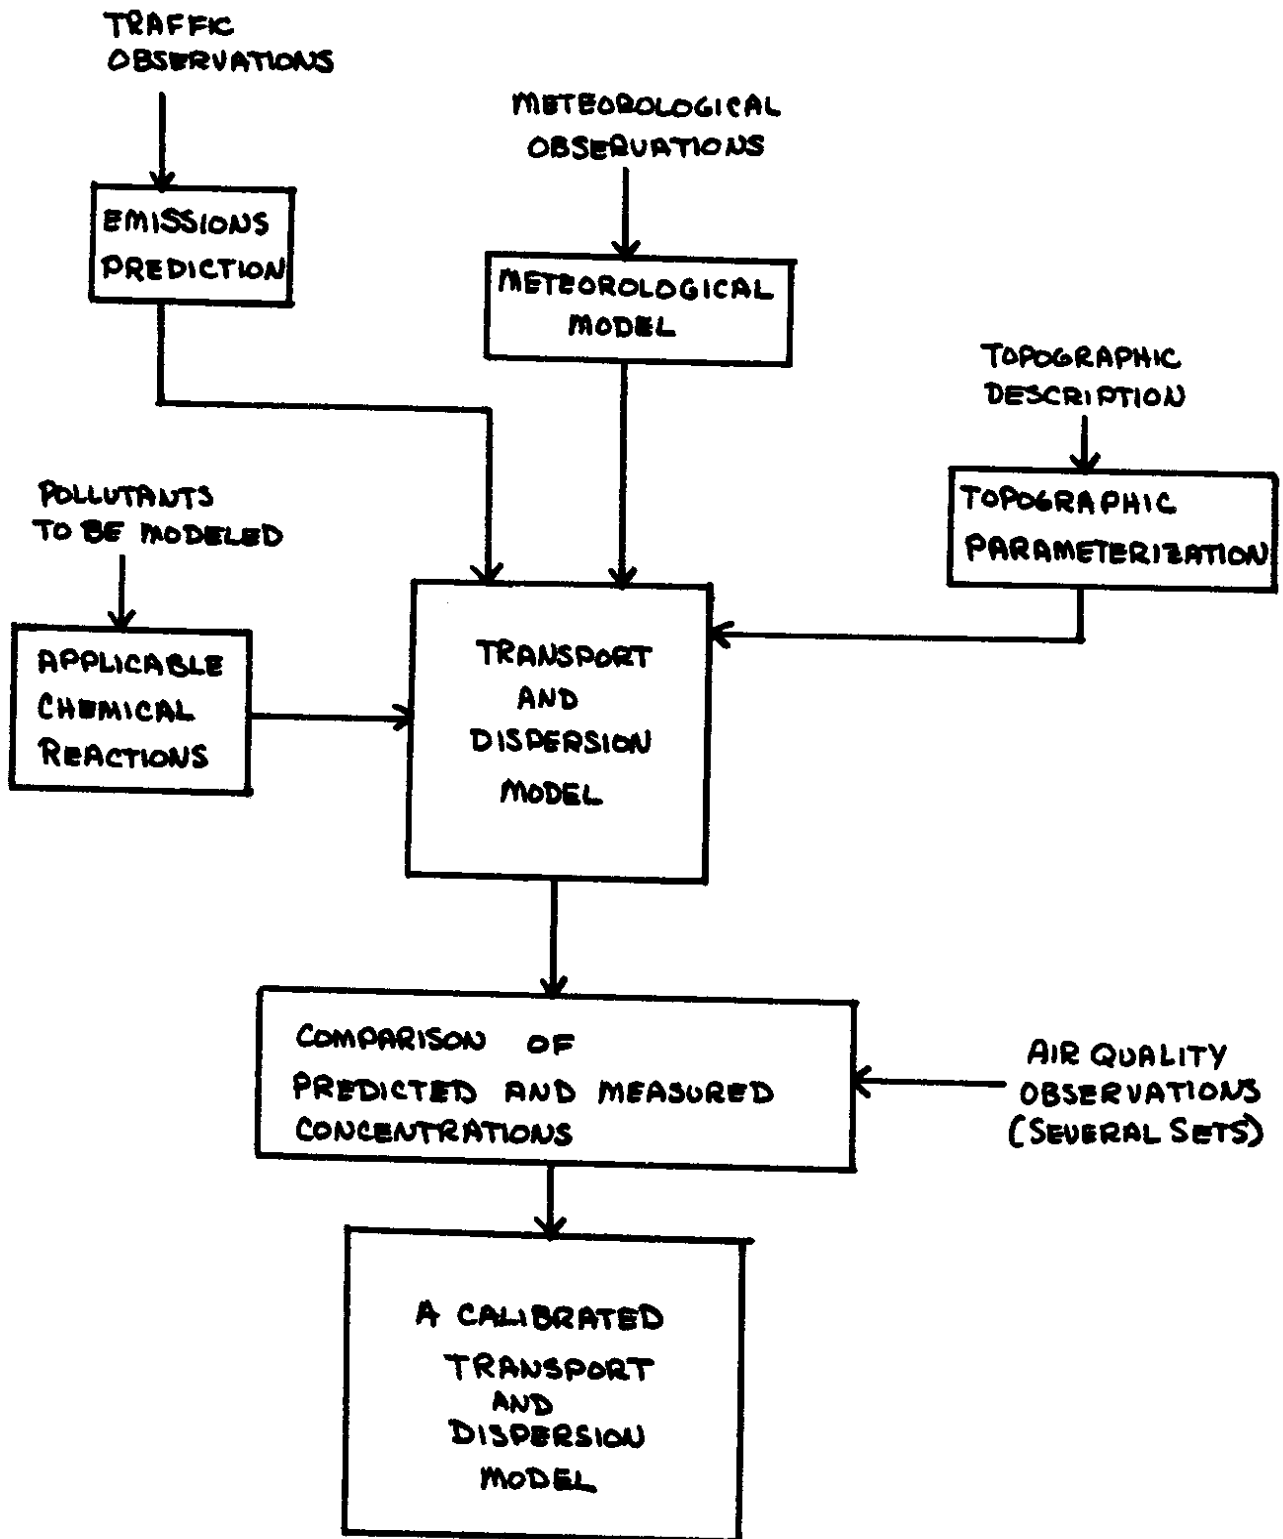 TRAFFIC
OBSERVATIONS
METEOROLOGICAL
OBSERVATIONS
EMISSIONS
PREDICTION
METEOROLOGICAL
MODEL
TOPOGRAPHIC
DESCRIPTION
POLLUTANTS
TO BE MODELED
TOPOGRAPHIC
PARAMETERIZATION
APPLICABLE
CHEMICAL
REACTIONS
TRANSPORT
AND
DISPERSION
MODEL
COMPARISON OF
PREDICTED AND MEASURED
CONCENTRATIONS
AIR QUALITY
OBSERVATIONS
(SEVERAL SETS)
A CALIBRATED
TRANSPORT
AND
DISPERSION
MODEL